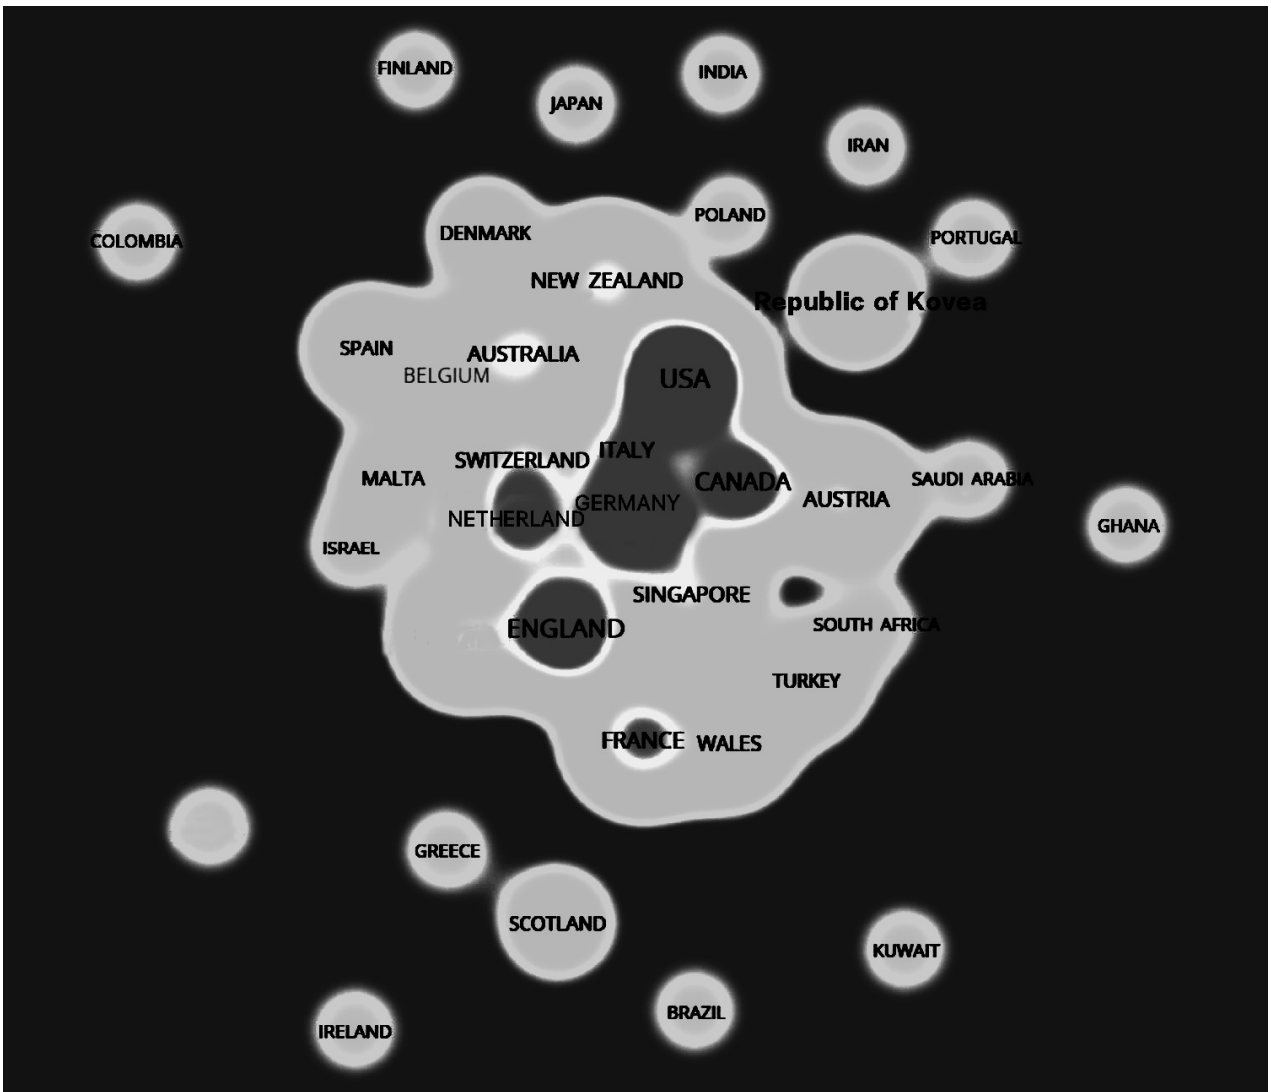 FINLAND
INDIA
JAPAN
IRAN
POLAND
DENMARK
PORTUGAL
COLOMBIA
NEW ZEALAND
Republic of Kovea
SPAIN
AUSTRALIA
BELGIUM
USA
ITALY
SWITZERLAND
MALTA
SAUDI ARABIA
CANADA
AUSTRIA
GERMANY
NETHERLAND
GHANA
ISRAEL
SINGAPORE
ENGLAND
SOUTH AFRICA
TURKEY
FRANCE
WALES
GREECE
SCOTLAND
KUWAIT
BRAZIL
IRELAND